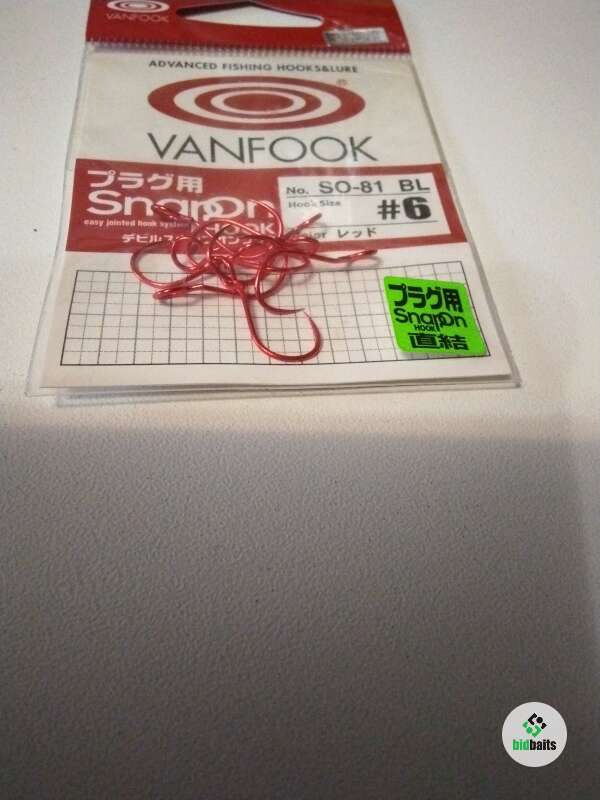 VANFOOK
ADVANCED FISHING HOOKS&LURE
VANFOOK
プラグ用
SnapOn
easy jointed hook system HOOK
No. SO-81 BL
Hook Size #6
レッド
プラグ用
SnapOn
HOOK
直結
bidbaits